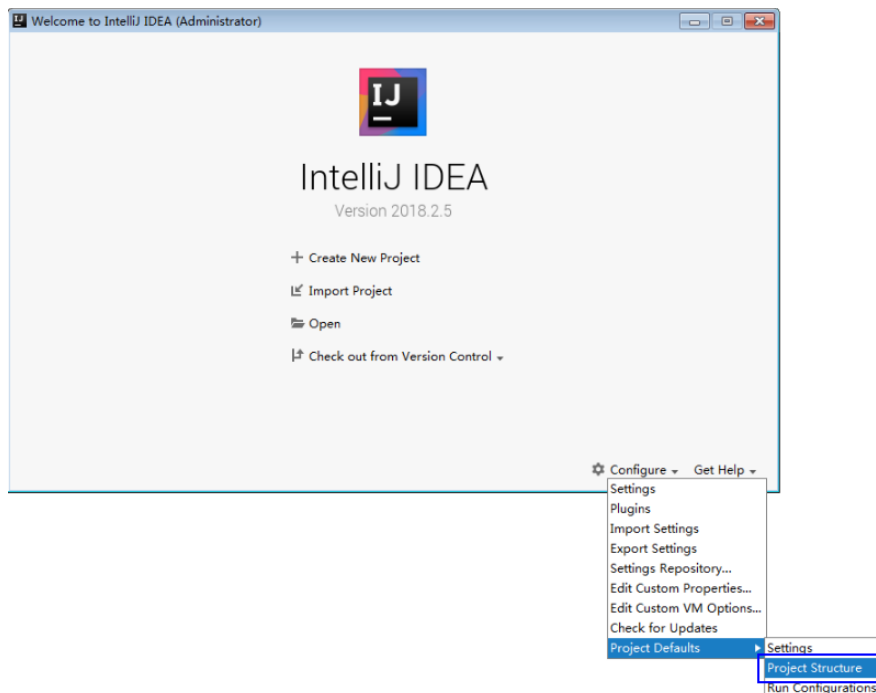 Welcome to IntelliJ IDEA (Administrator)
IJ
IntelliJ IDEA
Version 2018.2.5
Create New Project
Import Project
Open
Check out from Version Control
Configure Get Help
Settings
Plugins
Import Settings
Export Settings
Settings Repository...
Edit Custom Properties...
Edit Custom VM Options...
Check for Updates
Project Defaults
Settings
Project Structure
Run Configurations